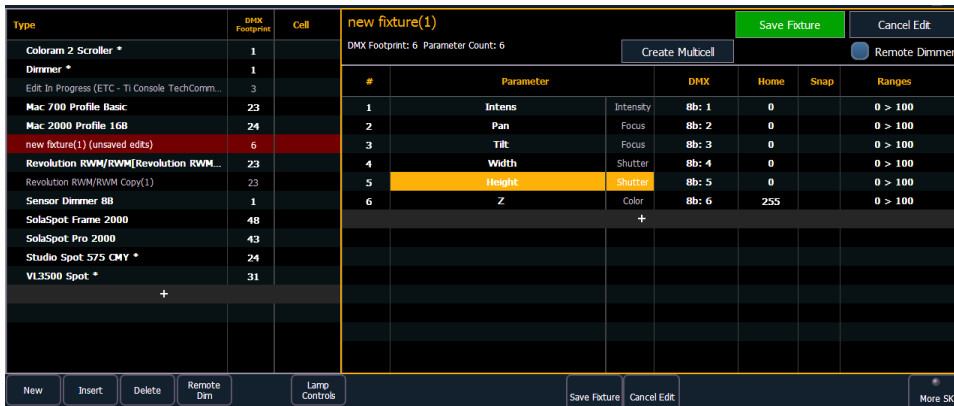 Type DMX Footprint Cell
Coloram 2 Scroller * 1
Dimmer * 1
Edit In Progress (ETC - Ti Console TechComm... 3
Mac 700 Profile Basic 23
Mac 2000 Profile 16B 24
new fixture(1) (unsaved edits) 6
Revolution RWM/RWM[Revolution RWM... 23
Revolution RWM/RWM Copy(1) 23
Sensor Dimmer 8B 1
SolaSpot Frame 2000 48
SolaSpot Pro 2000 43
Studio Spot 575 CMY * 24
VL3500 Spot * 31
+
new fixture(1) Save Fixture Cancel Edit
DMX Footprint: 6 Parameter Count: 6 Create Multicell Remote Dimmer
# Parameter DMX Home Snap Ranges
1 Intens Intensity 8b: 1 0 0 > 100
2 Pan Focus 8b: 2 0 0 > 100
3 Tilt Focus 8b: 3 0 0 > 100
4 Width Shutter 8b: 4 0 0 > 100
5 Height Shutter 8b: 5 0 0 > 100
6 Z Color 8b: 6 255 0 > 100
+
New Insert Delete Remote Dim Lamp Controls Save Fixture Cancel Edit More SK